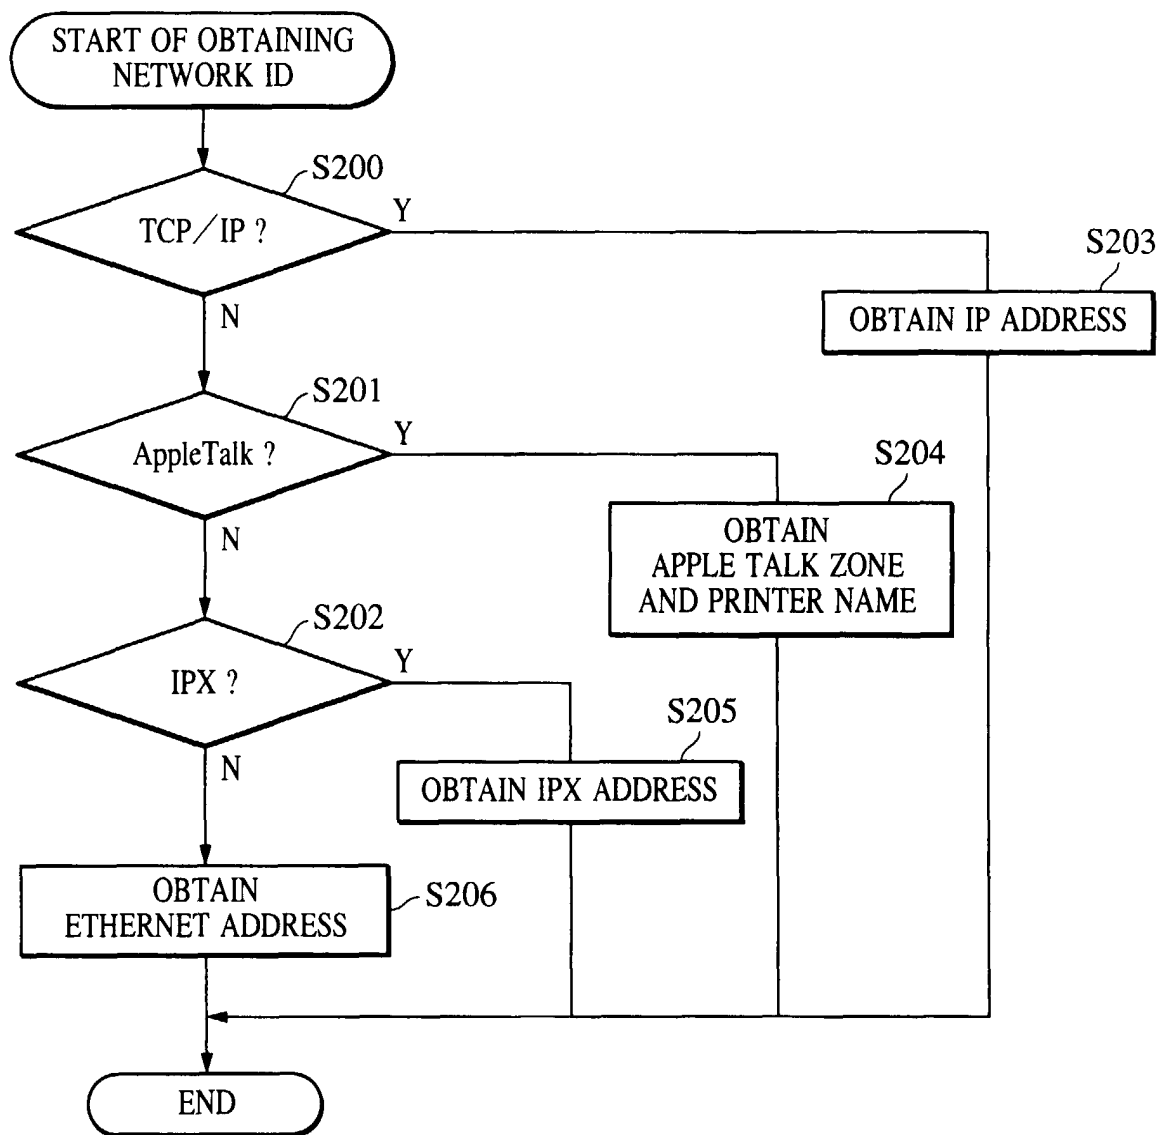 START OF OBTAINING
NETWORK ID
S200
TCP/IP ?
Y
N
S203
OBTAIN IP ADDRESS
S201
AppleTalk ?
Y
N
S204
OBTAIN
APPLE TALK ZONE
AND PRINTER NAME
S202
IPX ?
Y
N
S205
OBTAIN IPX ADDRESS
OBTAIN
ETHERNET ADDRESS
S206
END